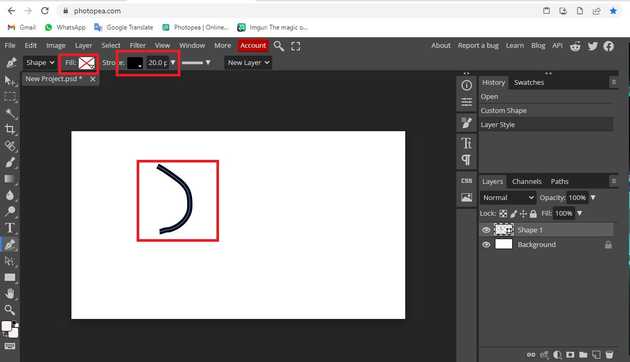 photopea.com
Gmail WhatsApp Google Translate Photopea | Online... Imgur: The magic o...
File Edit Image Layer Select Filter View Window More Account About Report a bug Learn Blog API
Shape Fill: Stroke: 20.0 p New Layer
New Project.psd *
History Swatches
Open
Custom Shape
Layer Style
CSS
Layers Channels Paths
Normal Opacity: 100%
Lock: Fill: 100%
Shape 1
Background